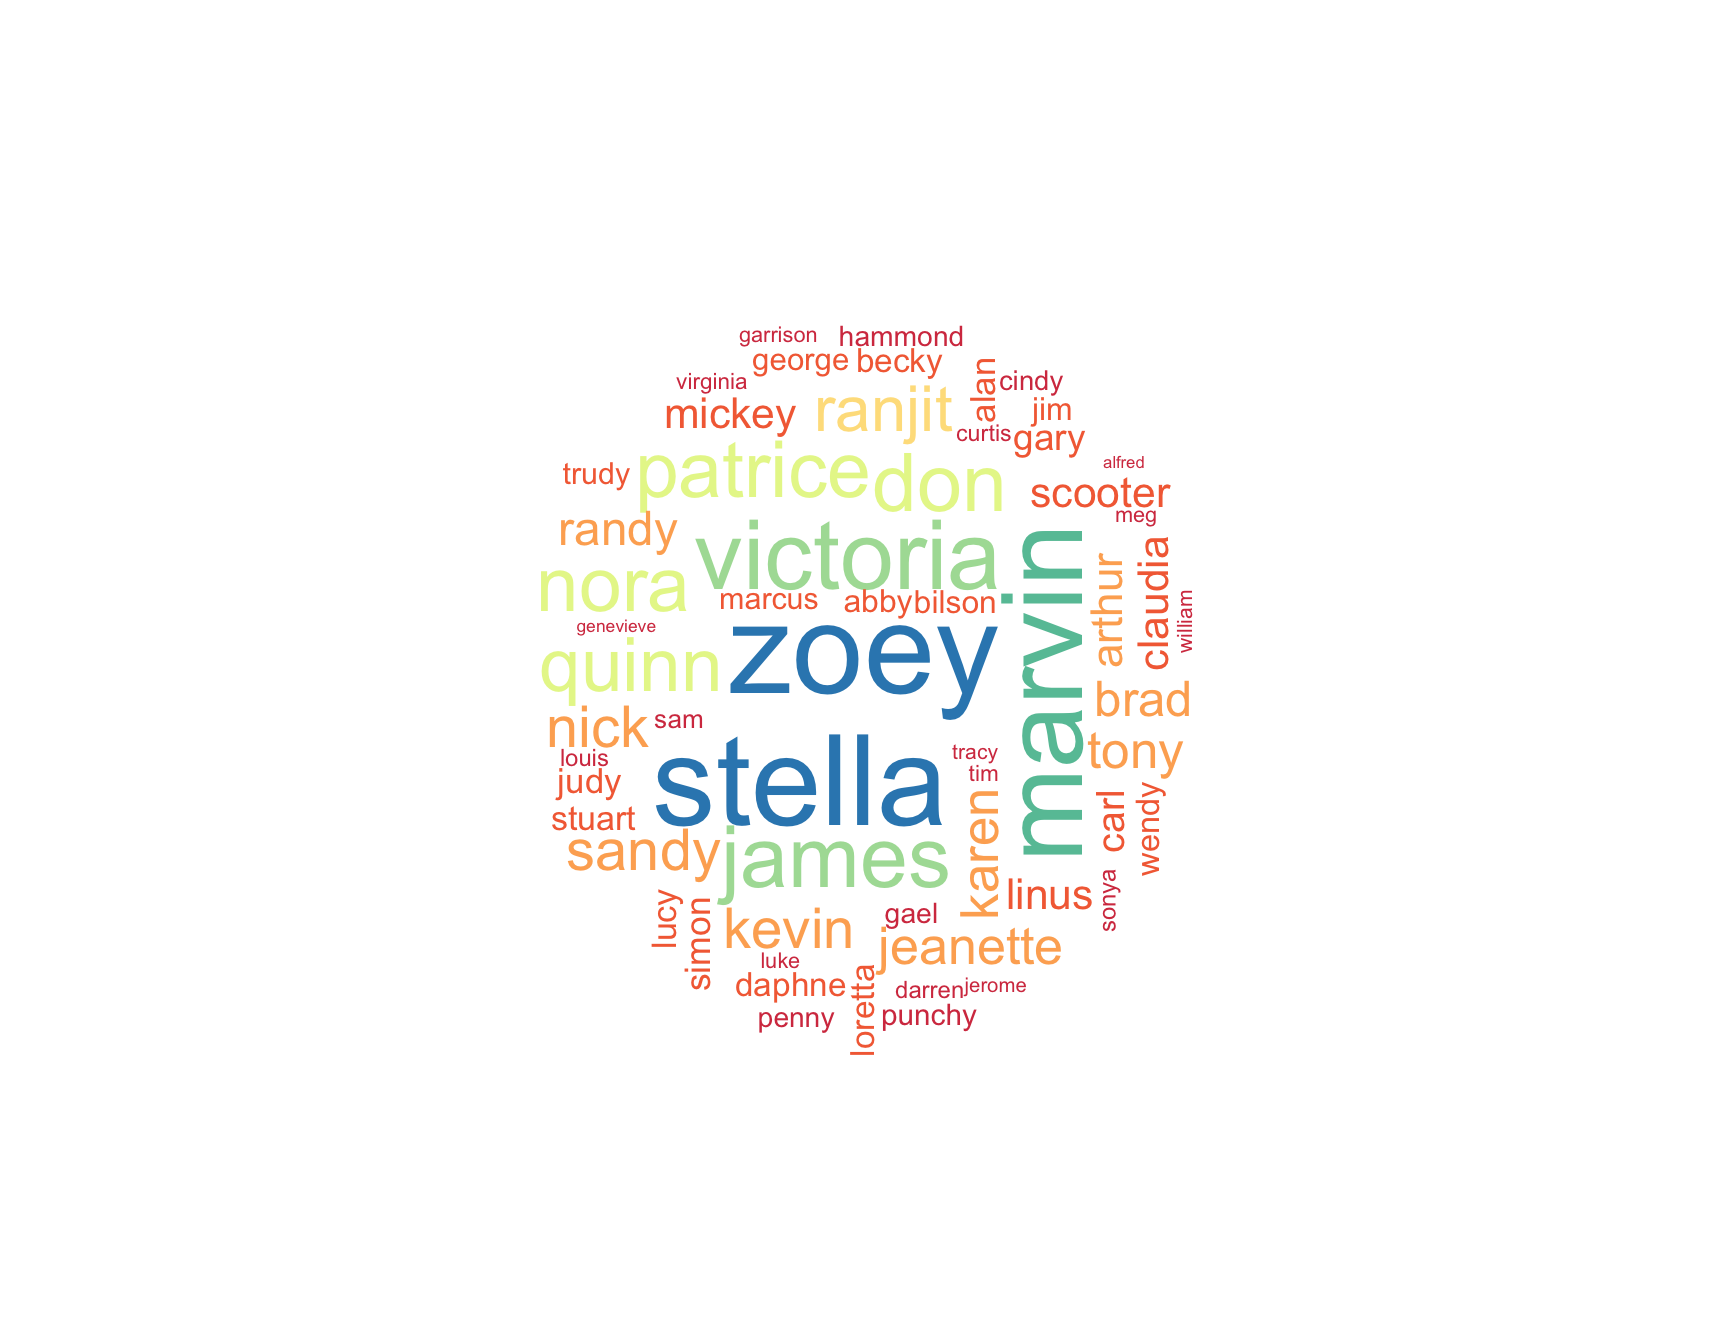 garrison hammond
george becky
virginia alan cindy
mickey ranjit jim
curtis gary
patrice don alfred
trudy scooter
randy victoria meg
nora marvin arthur claudia
marcus abby bilson william
genevieve
quinn zoey
nick sam brad
louis tracy tony
judy stella tim
stuart karen carl wendy
sandy james
lucy simon linus sonya
kevin gael
luke jeanette
daphne loretta darren jerome
penny punchy